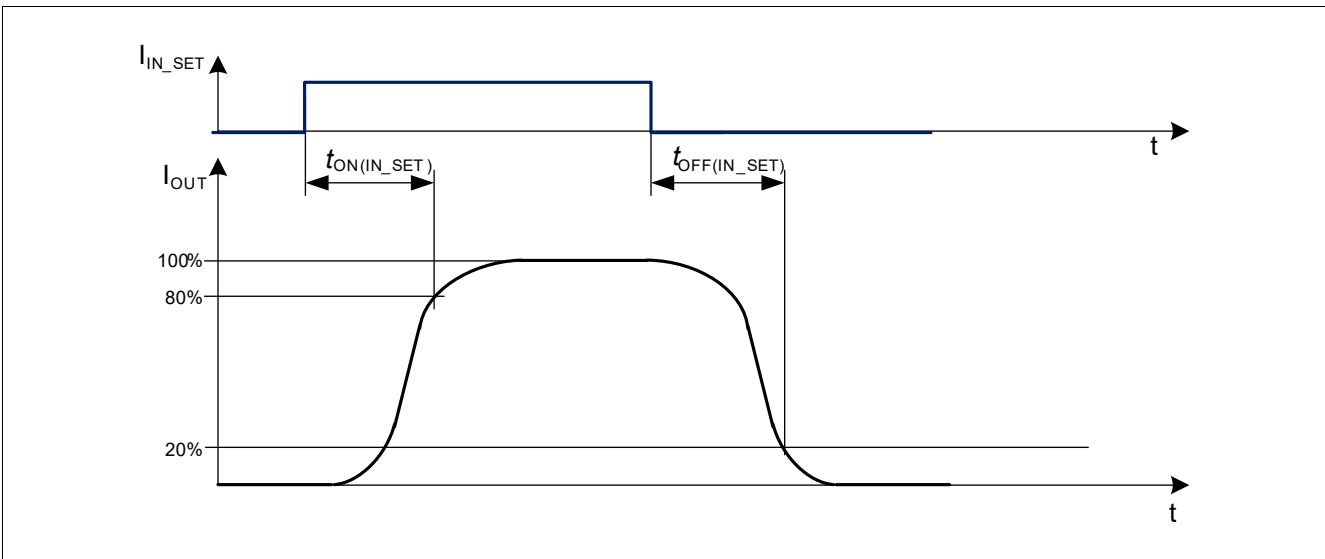 I_IN_SET
t
t_ON(IN_SET)
t_OFF(IN_SET)
I_OUT
100%
80%
20%
t